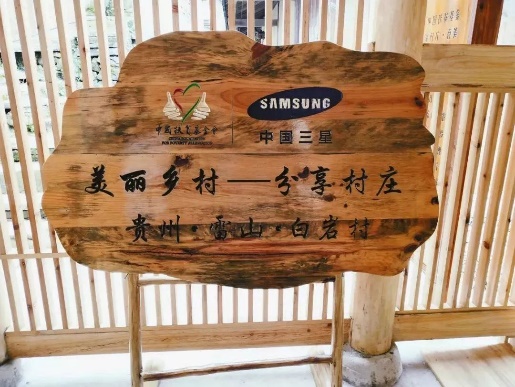 SAMSUNG
中国扶贫基金会
中国三星
美丽乡村——分享村庄
贵州·雷山·白岩村